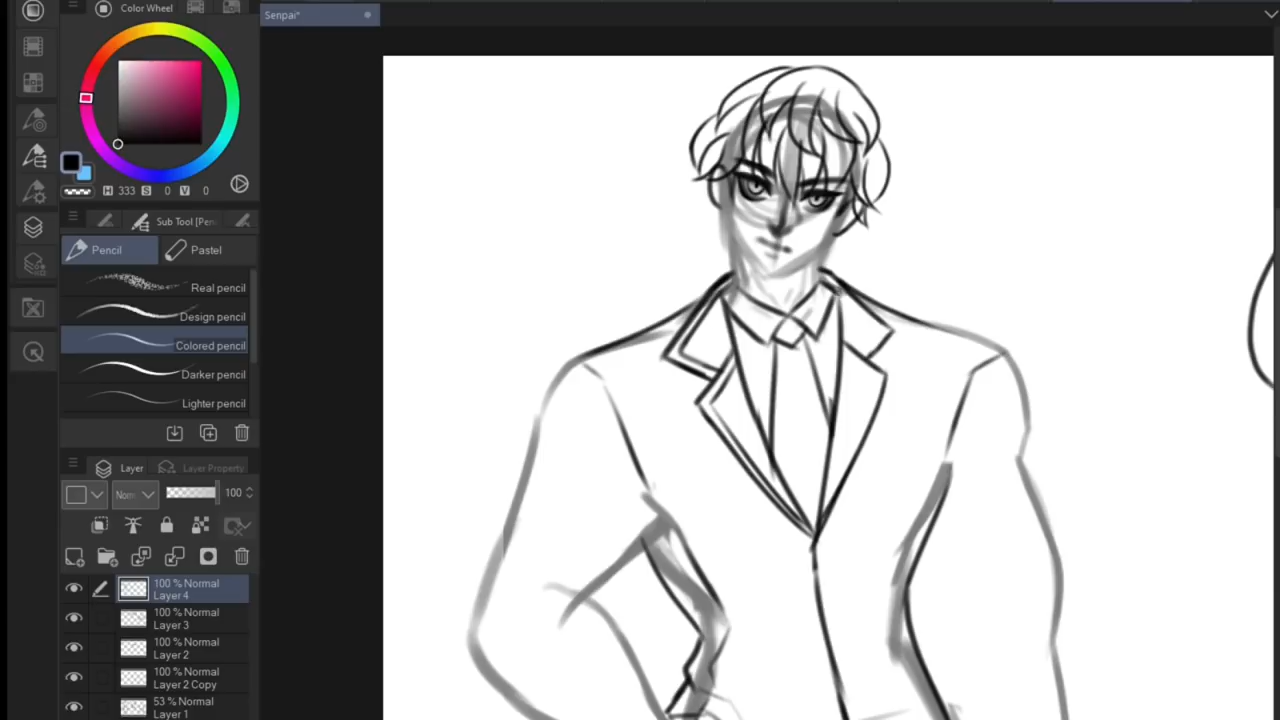 Color Wheel
Senpai*
H 333 S 0 V 0
Sub Tool [Pen
Pencil
Pastel
Real pencil
Design pencil
Colored pencil
Darker pencil
Lighter pencil
Layer
Layer Property
Norn
100
100 % Normal
Layer 4
100 % Normal
Layer 3
100 % Normal
Layer 2
100 % Normal
Layer 2 Copy
53 % Normal
Layer 1